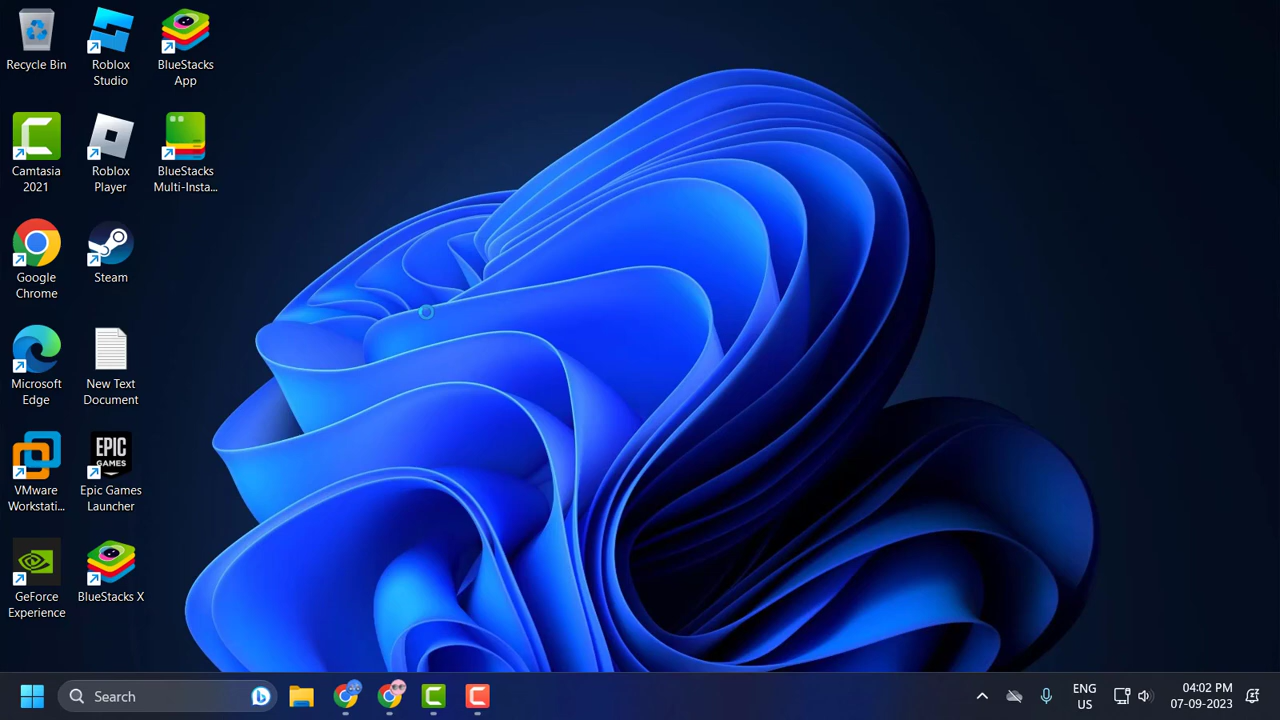 Recycle Bin
Roblox
Studio
BlueStacks
App
Camtasia
2021
Roblox
Player
BlueStacks
Multi-Insta...
Google
Chrome
Steam
Microsoft
Edge
New Text
Document
VMware
Workstati...
EPIC
GAMES
Epic Games
Launcher
GeForce
Experience
BlueStacks X
Search
ENG
US
04:02 PM
07-09-2023